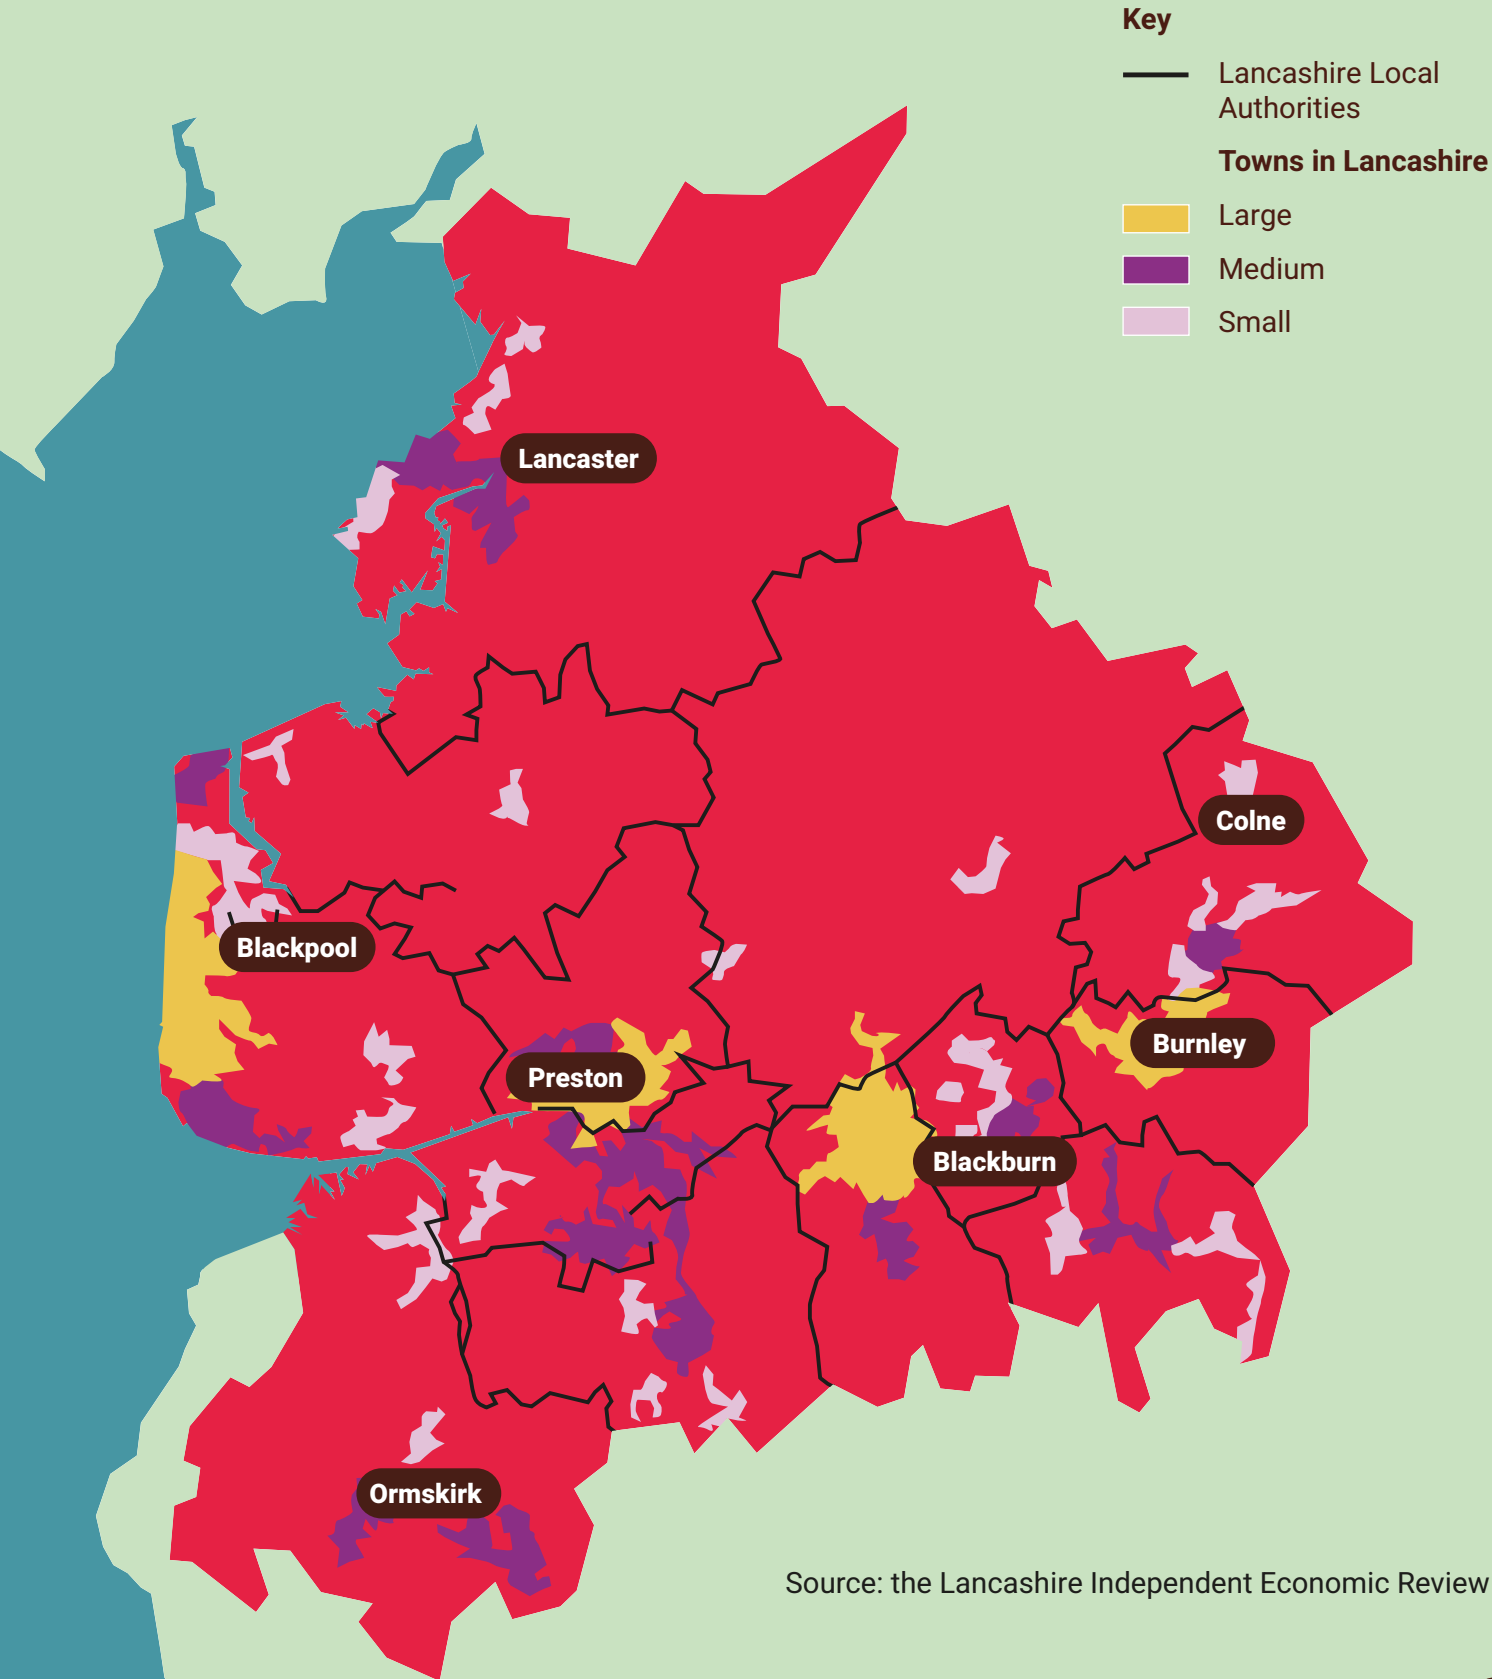 Key
Lancashire Local
Authorities
Towns in Lancashire
Large
Medium
Small
Lancaster
Colne
Blackpool
Burnley
Preston
Blackburn
Ormskirk
Source: the Lancashire Independent Economic Review